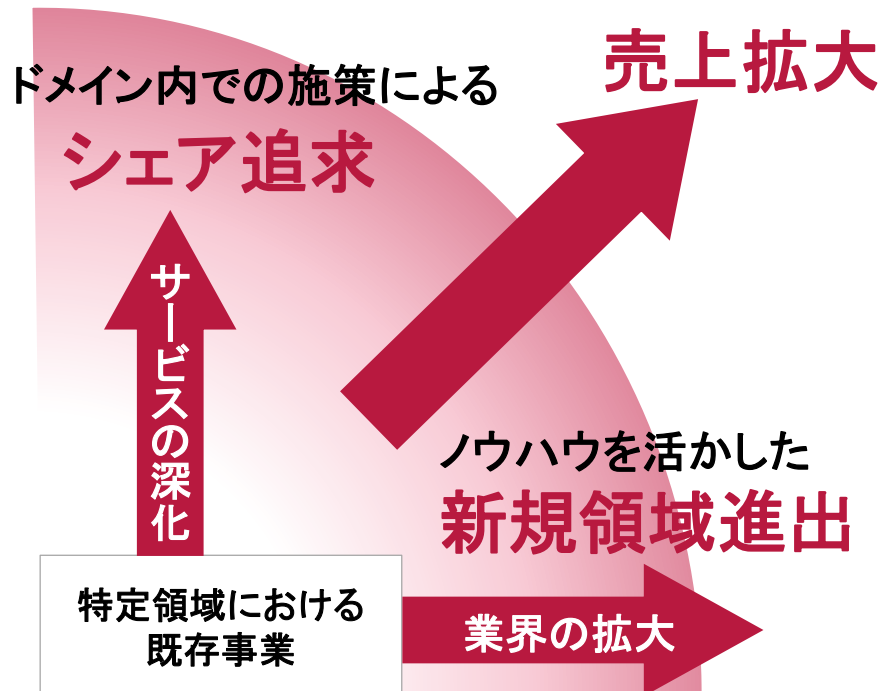 売上拡大
ドメイン内での施策による
シェア追求
サービスの深化
ノウハウを活かした
新規領域進出
特定領域における
既存事業
業界の拡大